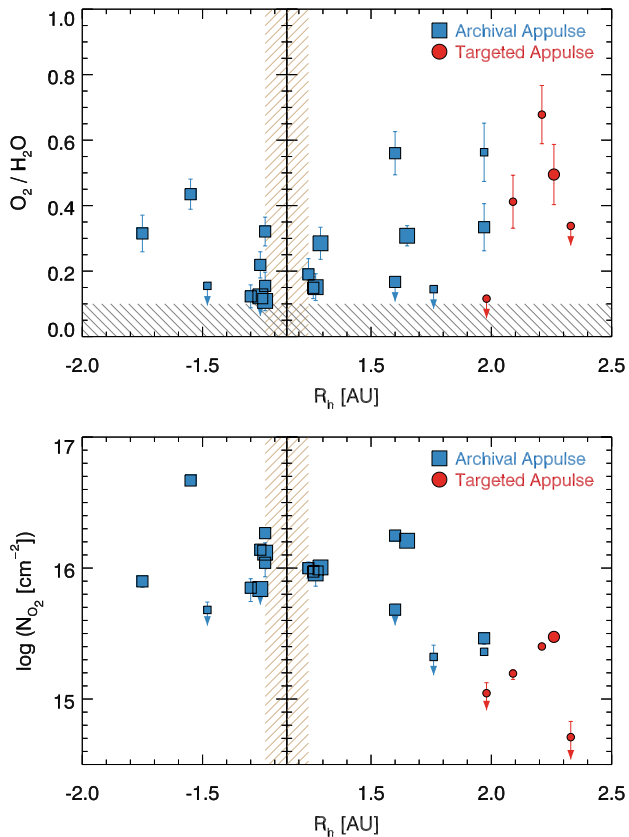 1.0
Archival Appulse
Targeted Appulse
0.8
0.6
O₂ / H₂O
0.4
0.2
0.0
-2.0 -1.5 1.5 2.0 2.5
Rₕ [AU]
17
Archival Appulse
Targeted Appulse
16
log (N_O₂ [cm⁻²])
15
-2.0 -1.5 1.5 2.0 2.5
Rₕ [AU]